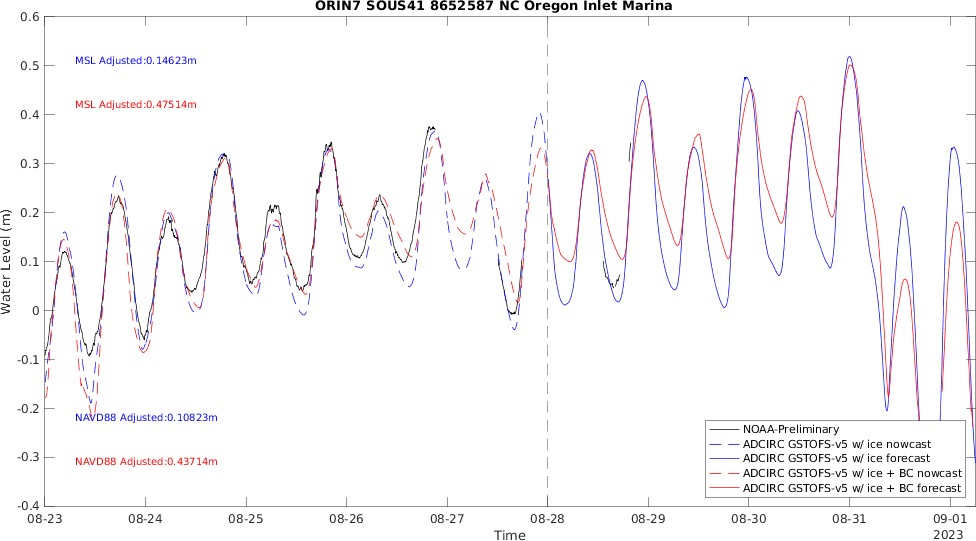 ORIN7 SOUS41 8652587 NC Oregon Inlet Marina
0.6
0.5
0.4
0.3
0.2
0.1
0
-0.1
-0.2
-0.3
-0.4
Water Level (m)
MSL Adjusted:0.14623m
MSL Adjusted:0.47514m
NAVD88 Adjusted:0.10823m
NAVD88 Adjusted:0.43714m
NOAA-Preliminary
ADCIRC GSTOFS-v5 w/ ice nowcast
ADCIRC GSTOFS-v5 w/ ice forecast
ADCIRC GSTOFS-v5 w/ ice + BC nowcast
ADCIRC GSTOFS-v5 w/ ice + BC forecast
08-23 08-24 08-25 08-26 08-27 08-28 08-29 08-30 08-31 09-01
Time
2023